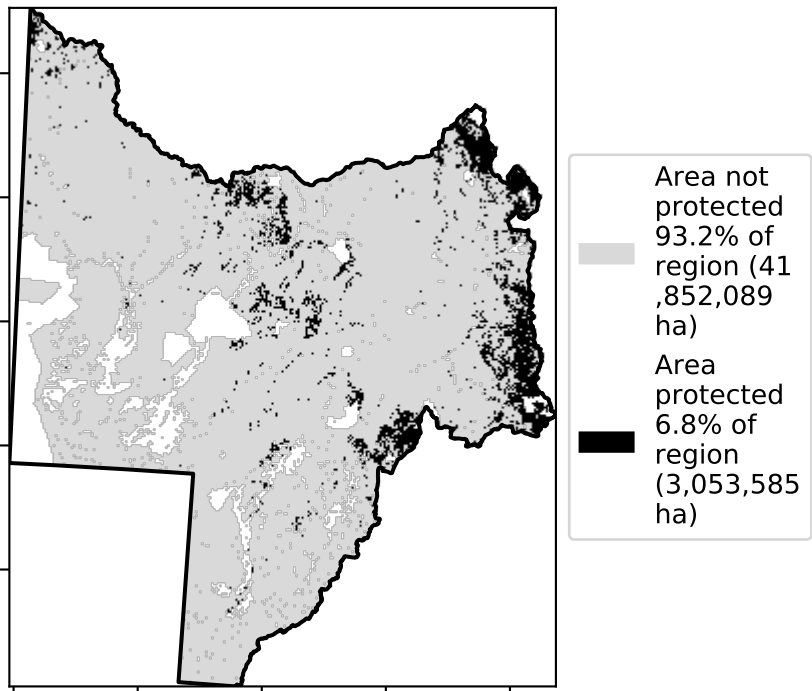 Area not
protected
93.2% of
region (41
,852,089
ha)
Area
protected
6.8% of
region
(3,053,585
ha)